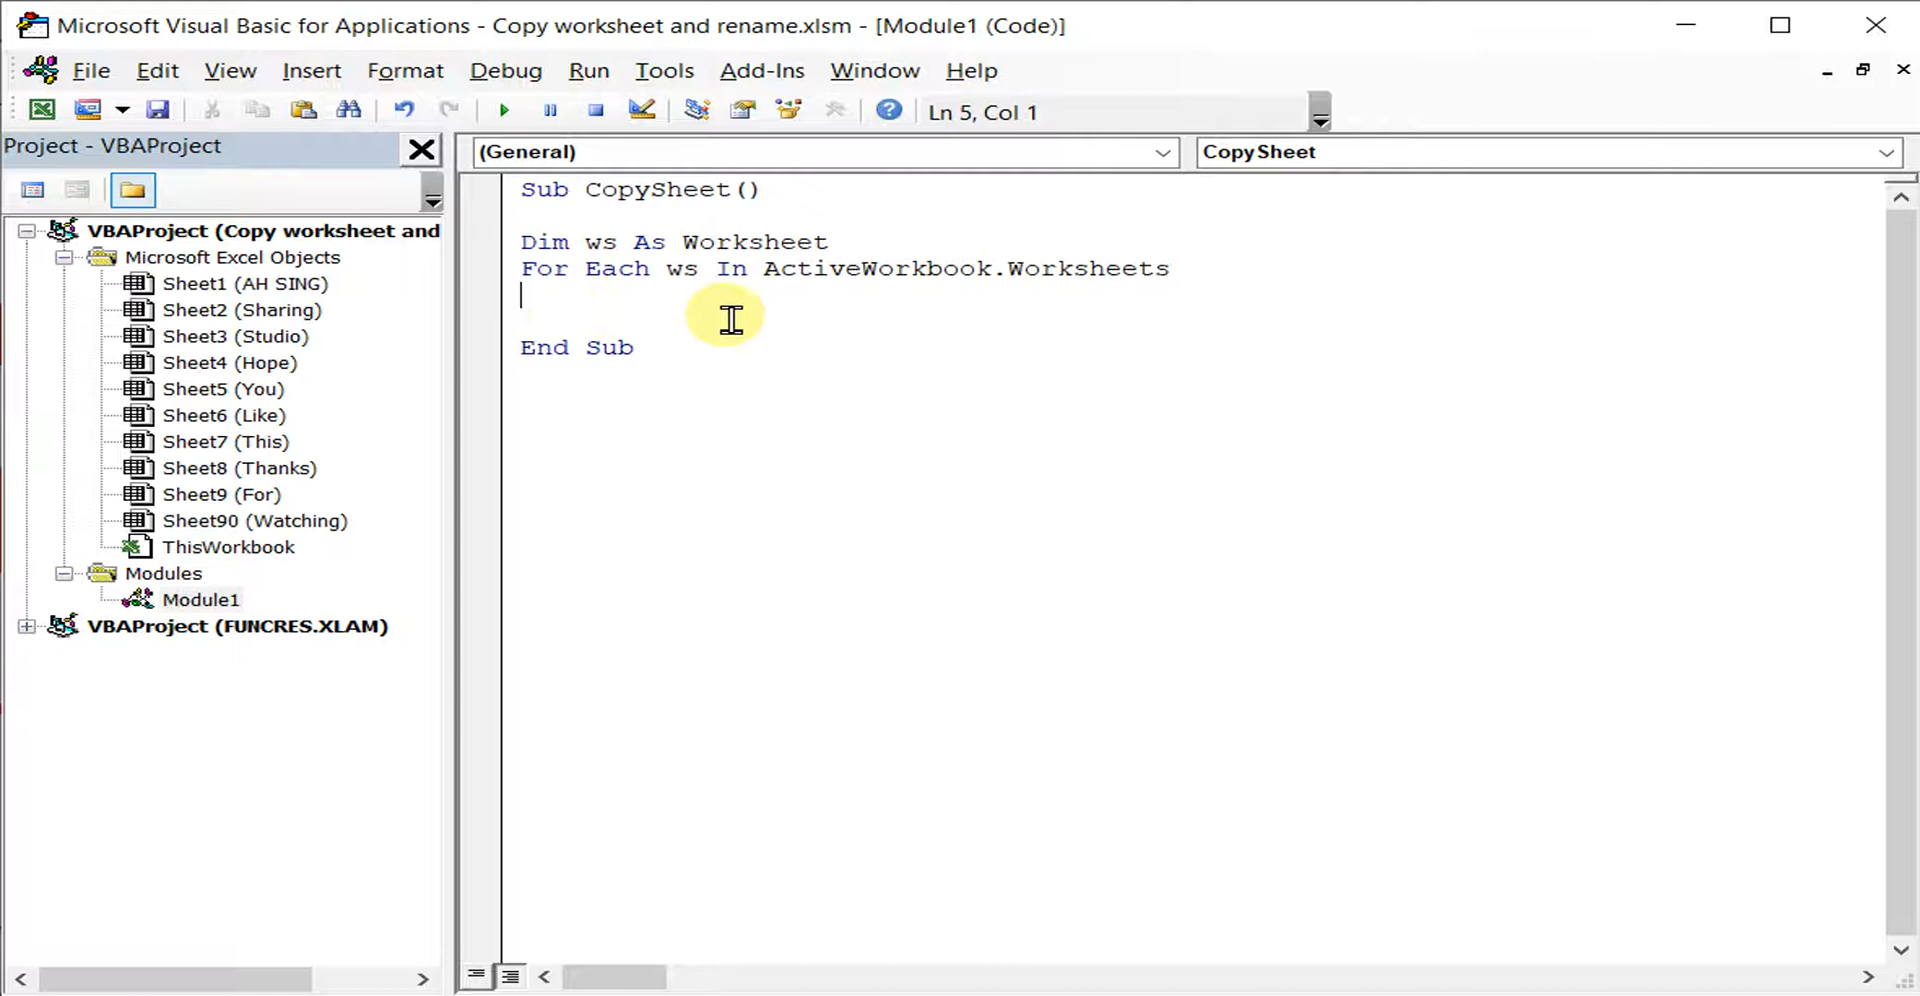 Microsoft Visual Basic for Applications - Copy worksheet and rename.xlsm - [Module1 (Code)]
File Edit View Insert Format Debug Run Tools Add-Ins Window Help
Ln 5, Col 1
Project - VBAProject
(General)
CopySheet
VBAProject (Copy worksheet and
Microsoft Excel Objects
Sheet1 (AH SING)
Sheet2 (Sharing)
Sheet3 (Studio)
Sheet4 (Hope)
Sheet5 (You)
Sheet6 (Like)
Sheet7 (This)
Sheet8 (Thanks)
Sheet9 (For)
Sheet90 (Watching)
ThisWorkbook
Modules
Module1
VBAProject (FUNCRES.XLAM)
Sub CopySheet()
Dim ws As Worksheet
For Each ws In ActiveWorkbook.Worksheets
End Sub